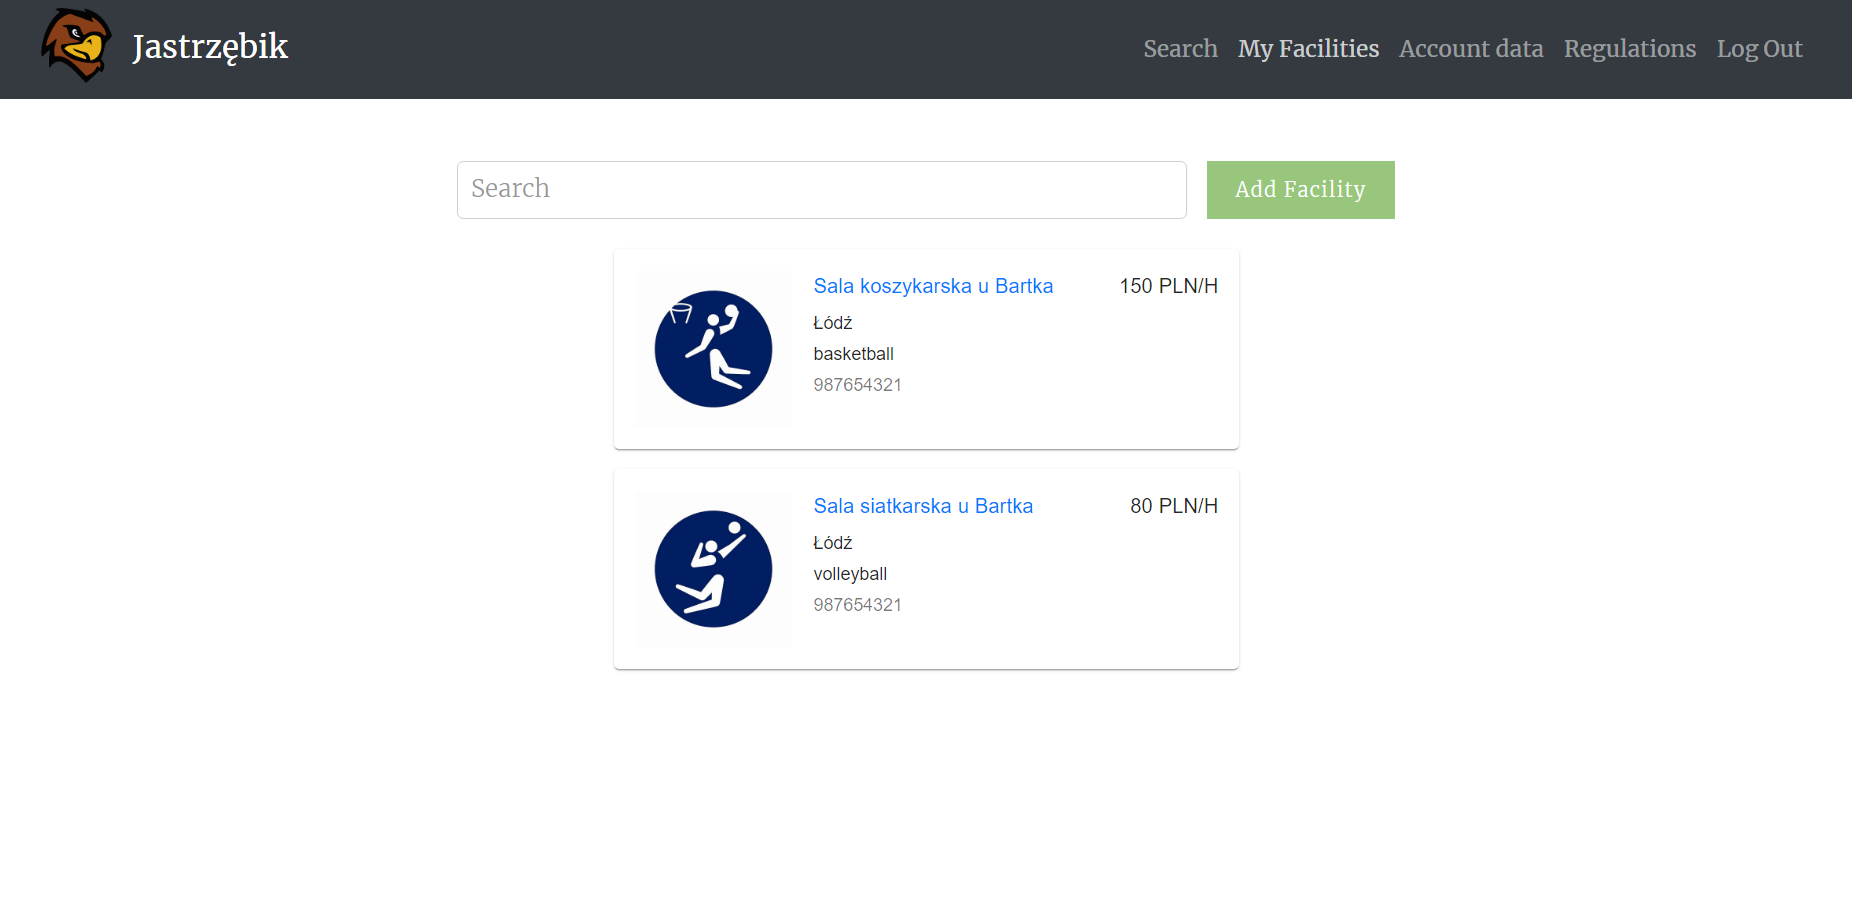 Jastrzębik
Search My Facilities Account data Regulations Log Out
Search
Add Facility
Sala koszykarska u Bartka 150 PLN/H
Łódź
basketball
987654321
Sala siatkarska u Bartka 80 PLN/H
Łódź
volleyball
987654321